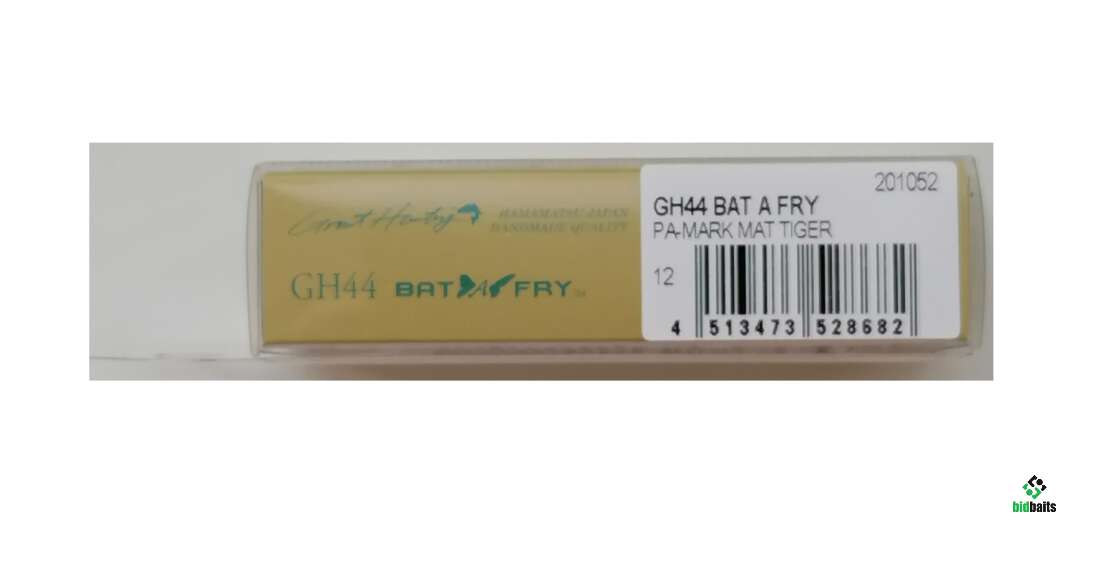 HAMAMATSU JAPAN
HANDMADE QUALITY
GH44 BAT A FRY
201052
GH44 BAT A FRY
PA-MARK MAT TIGER
12
4 513473 528682
bidbaits